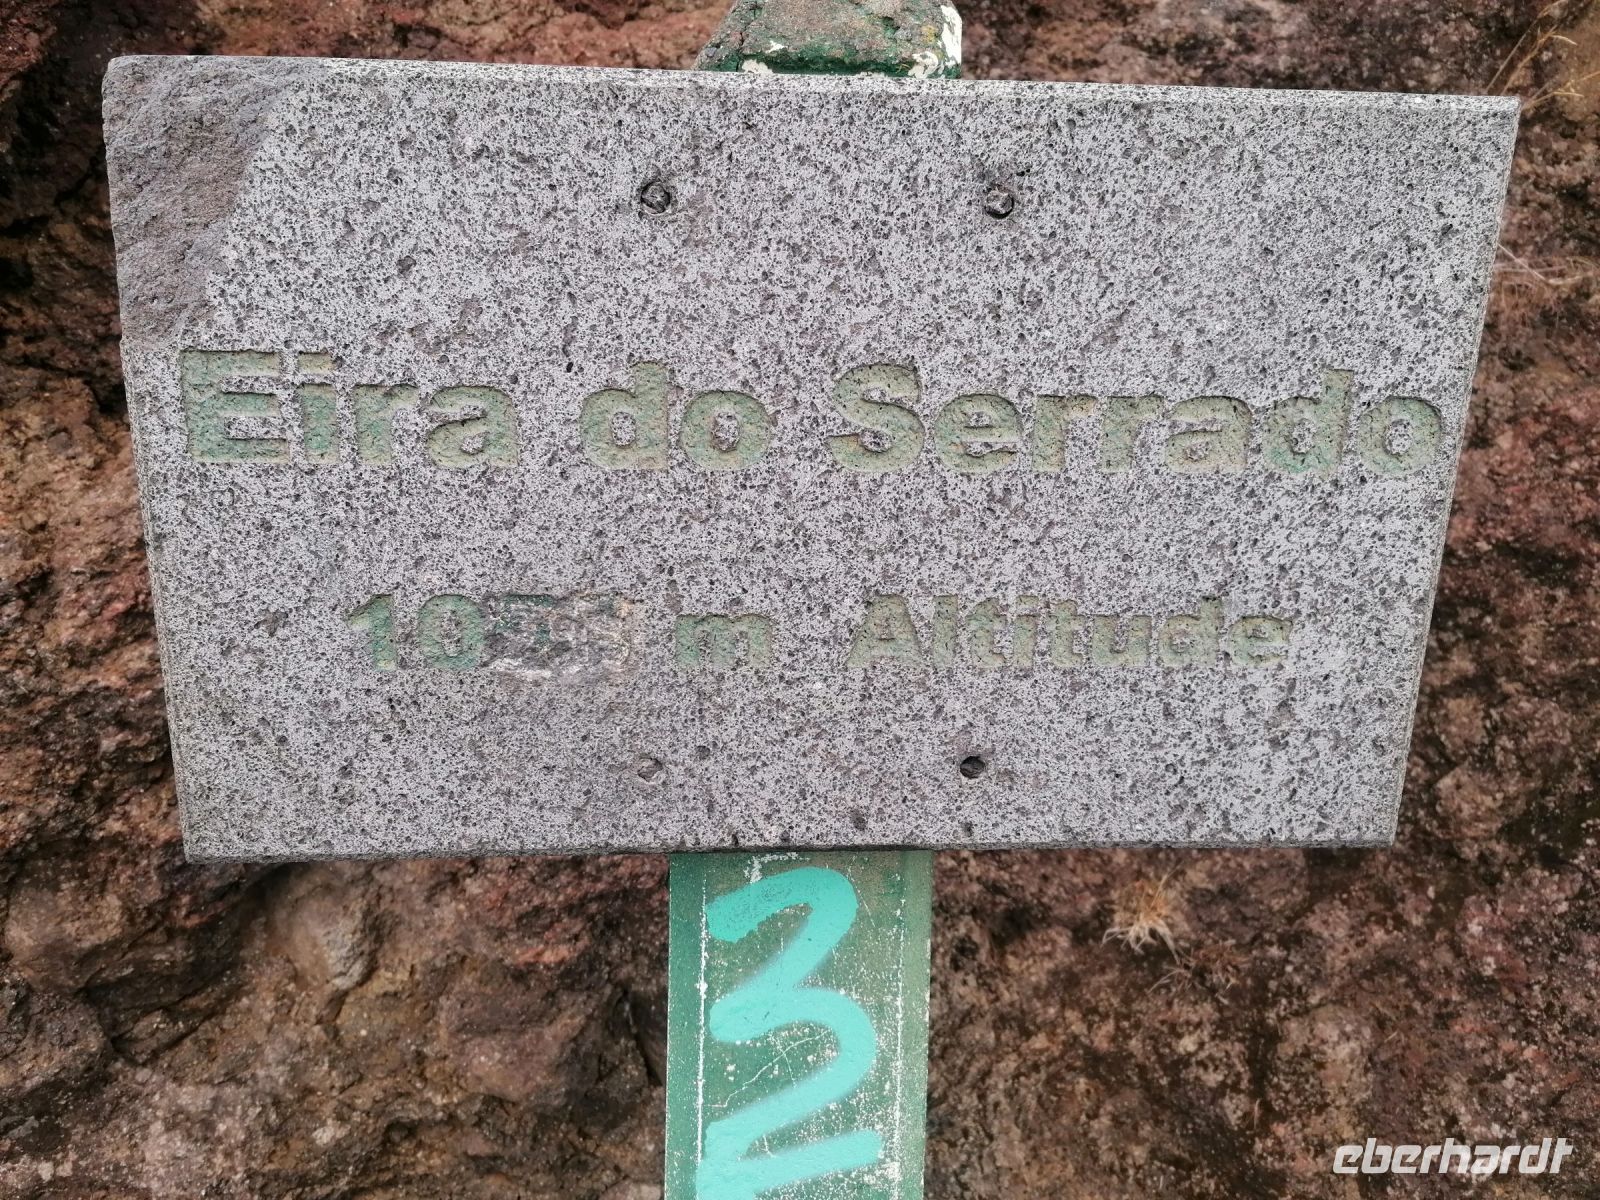 Eira do Serrado
m Altitude
eberhardt